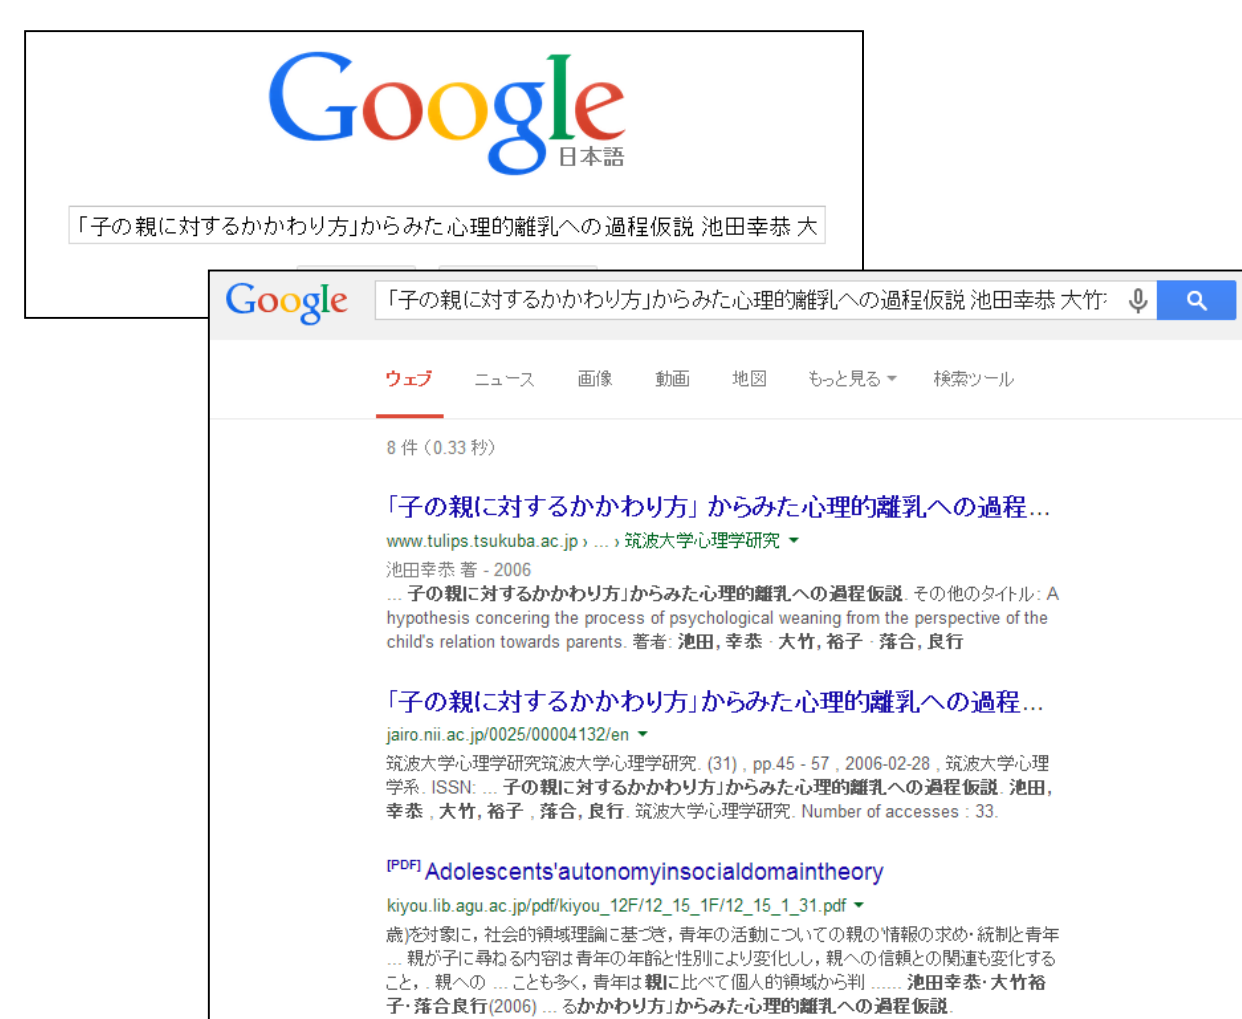 Google
日本語
「子の親に対するかかわり方」からみた心理的離乳への過程仮説 池田幸恭 大
Google
「子の親に対するかかわり方」からみた心理的離乳への過程仮説 池田幸恭 大竹
ウェブ ニュース 画像 動画 地図 もっと見る 検索ツール
8 件 (0.33 秒)
「子の親に対するかかわり方」 からみた心理的離乳への過程...
www.tulips.tsukuba.ac.jp › ... › 筑波大学心理学研究
池田幸恭 著 - 2006
... 子の親に対するかかわり方」からみた心理的離乳への過程仮説. その他のタイトル: A
hypothesis concering the process of psychological weaning from the perspective of the
child's relation towards parents. 著者: 池田, 幸恭 · 大竹, 裕子 · 落合, 良行
「子の親に対するかかわり方」からみた心理的離乳への過程...
jairo.nii.ac.jp/0025/00004132/en
筑波大学心理学研究筑波大学心理学研究. (31) , pp.45 - 57 , 2006-02-28 , 筑波大学心理
学系. ISSN: ... 子の親に対するかかわり方」からみた心理的離乳への過程仮説. 池田,
幸恭 , 大竹, 裕子 , 落合, 良行. 筑波大学心理学研究. Number of accesses : 33.
[PDF] Adolescents'autonomyinsocialdomaintheory
kiyou.lib.agu.ac.jp/pdf/kiyou_12F/12_15_1F/12_15_1_31.pdf
歳)を対象に, 社会的領域理論に基づき, 青年の活動についての親の'情報の求め・統制と青年
... 親が子に尋ねる内容は青年の年齢と性別により変化しし, 親への信頼との関連も変化する
こと, . 親への ... ことも多く, 青年は親に比べて個人的領域から判 ...... 池田幸恭・大竹裕
子・落合良行(2006) ... るかかわり方」からみた心理的離乳への過程仮説.